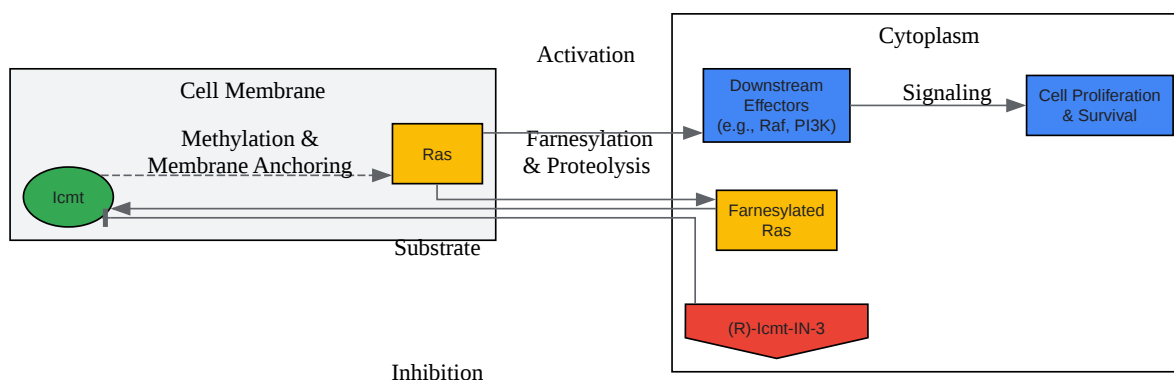 Cytoplasm
Activation
Cell Membrane
Downstream
Effectors
(e.g., Raf, PI3K)
Signaling
Cell Proliferation
& Survival
Methylation &
Membrane Anchoring
Ras
Farnesylation
& Proteolysis
Icmt
Farnesylated
Ras
Substrate
(R)-Icmt-IN-3
Inhibition